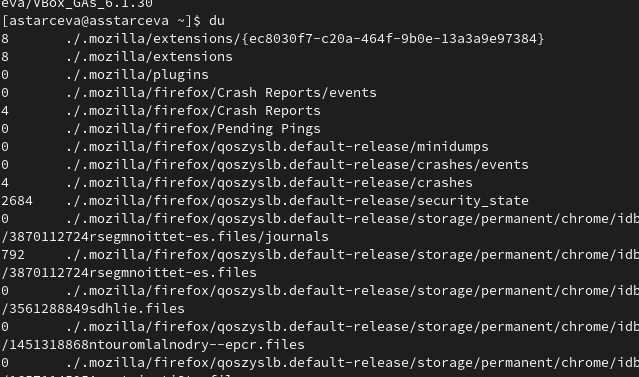 eva/VBox_GAs_6.1.30
[astarceva@asstarceva ~]$ du
8       ./.mozilla/extensions/{ec8030f7-c20a-464f-9b0e-13a3a9e97384}
8       ./.mozilla/extensions
0       ./.mozilla/plugins
0       ./.mozilla/firefox/Crash Reports/events
4       ./.mozilla/firefox/Crash Reports
0       ./.mozilla/firefox/Pending Pings
0       ./.mozilla/firefox/qoszyslb.default-release/minidumps
0       ./.mozilla/firefox/qoszyslb.default-release/crashes/events
4       ./.mozilla/firefox/qoszyslb.default-release/crashes
2684    ./.mozilla/firefox/qoszyslb.default-release/security_state
0       ./.mozilla/firefox/qoszyslb.default-release/storage/permanent/chrome/idb
/3870112724rsegmnoittet-es.files/journals
792     ./.mozilla/firefox/qoszyslb.default-release/storage/permanent/chrome/idb
/3870112724rsegmnoittet-es.files
0       ./.mozilla/firefox/qoszyslb.default-release/storage/permanent/chrome/idb
/3561288849sdhlie.files
0       ./.mozilla/firefox/qoszyslb.default-release/storage/permanent/chrome/idb
/1451318868ntouromlalnodry--epcr.files
0       ./.mozilla/firefox/qoszyslb.default-release/storage/permanent/chrome/idb